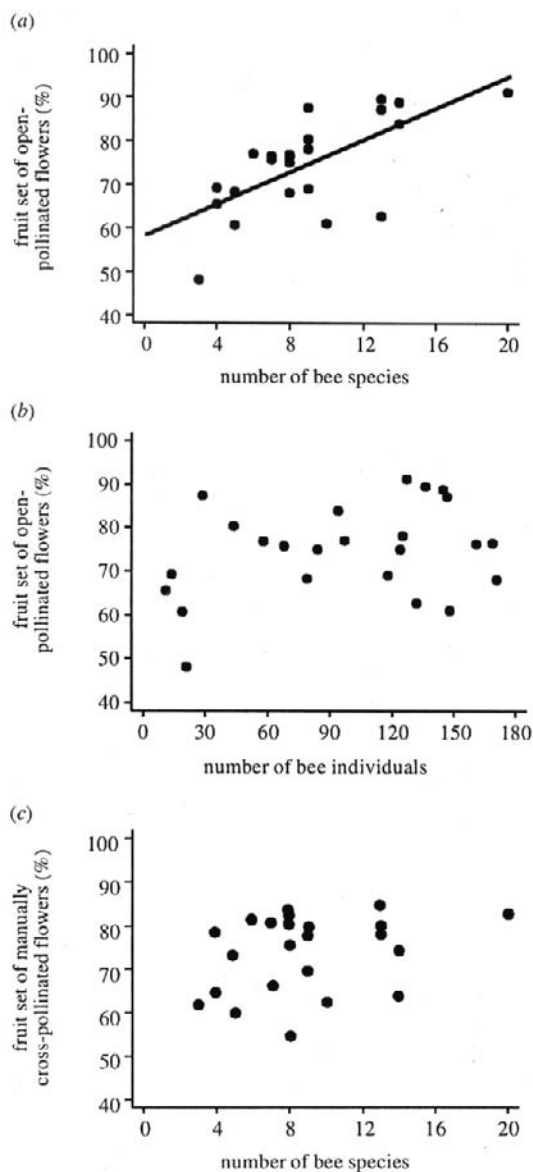 (a)
fruit set of open-
pollinated flowers (%)
100
90
80
70
60
50
40
0 4 8 12 16 20
number of bee species
(b)
fruit set of open-
pollinated flowers (%)
100
90
80
70
60
50
40
0 30 60 90 120 150 180
number of bee individuals
(c)
fruit set of manually
cross-pollinated flowers (%)
100
90
80
70
60
50
40
0 4 8 12 16 20
number of bee species